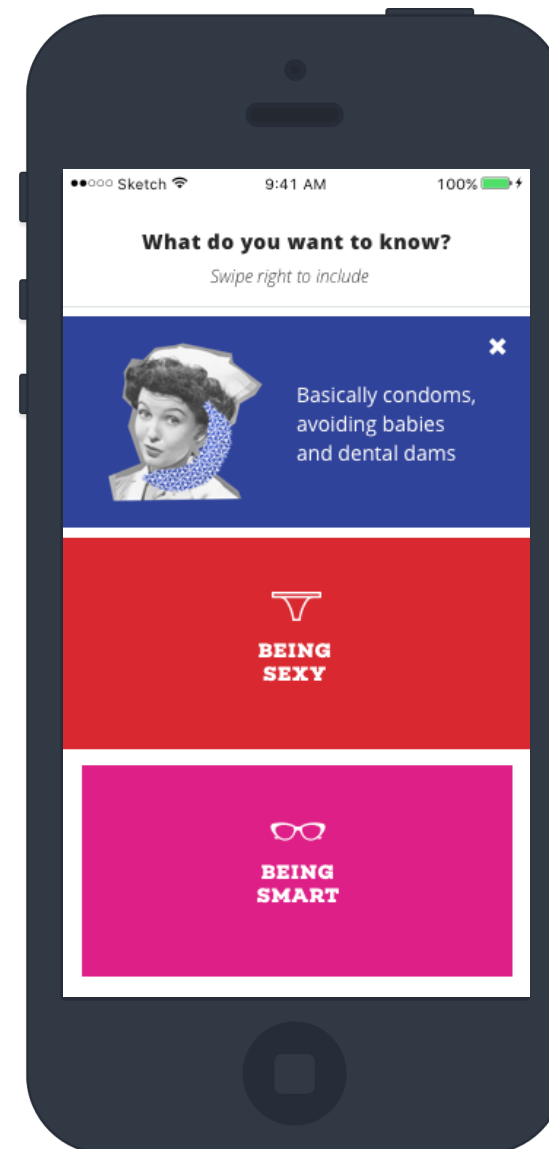 Sketch 9:41 AM 100%
What do you want to know?
Swipe right to include
Basically condoms,
avoiding babies
and dental dams
BEING
SEXY
BEING
SMART